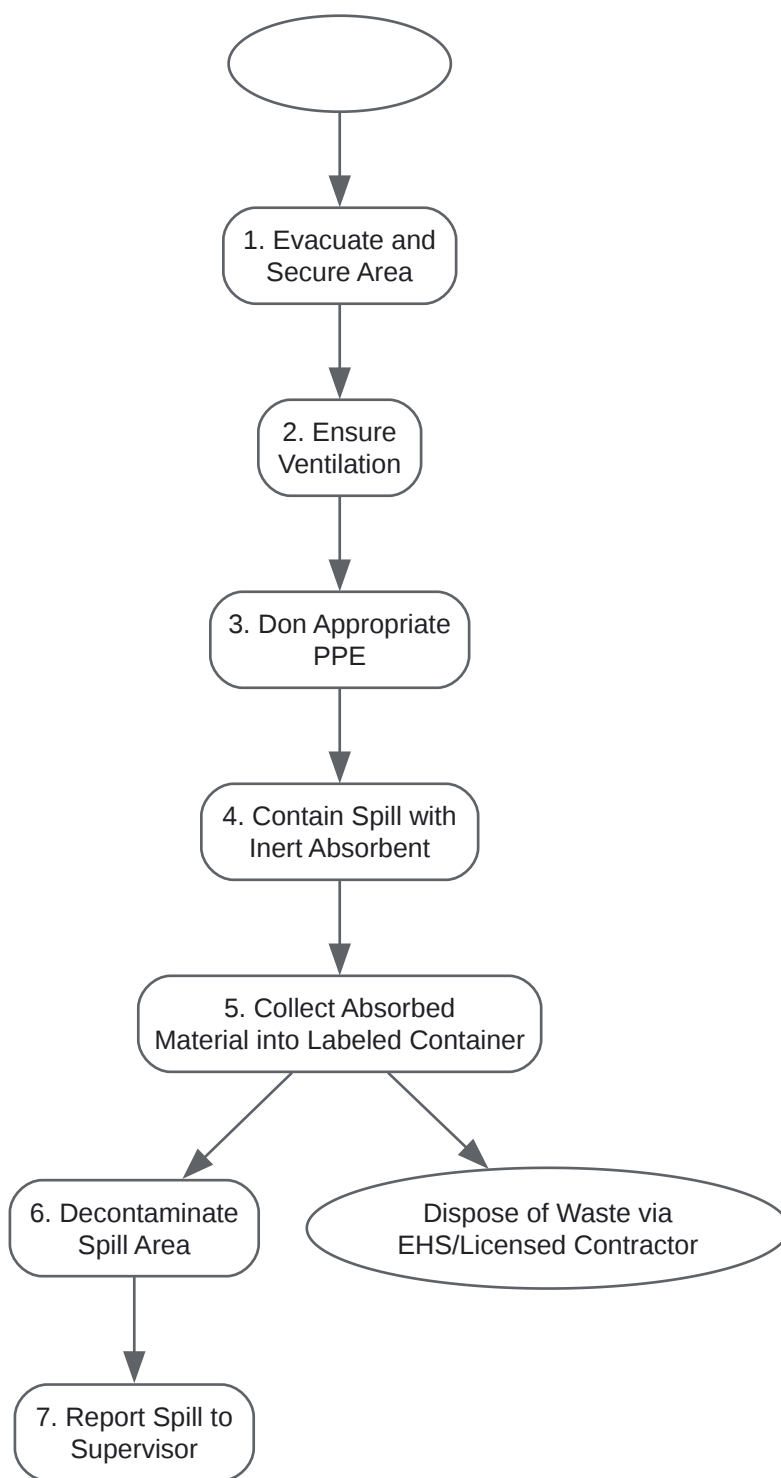 1. Evacuate and
Secure Area
2. Ensure
Ventilation
3. Don Appropriate
PPE
4. Contain Spill with
Inert Absorbent
5. Collect Absorbed
Material into Labeled Container
6. Decontaminate
Spill Area
Dispose of Waste via
EHS/Licensed Contractor
7. Report Spill to
Supervisor